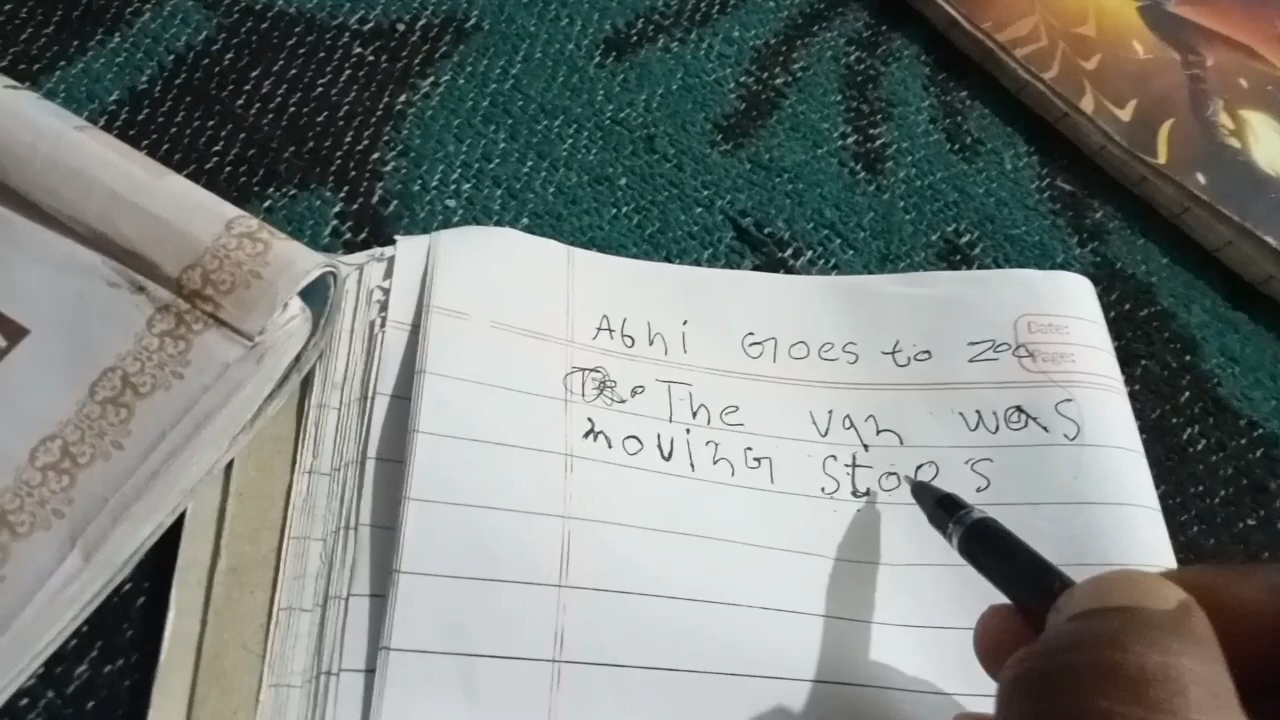 Abhi Goes to zoo
Date:
Page:
The van was
moving stops